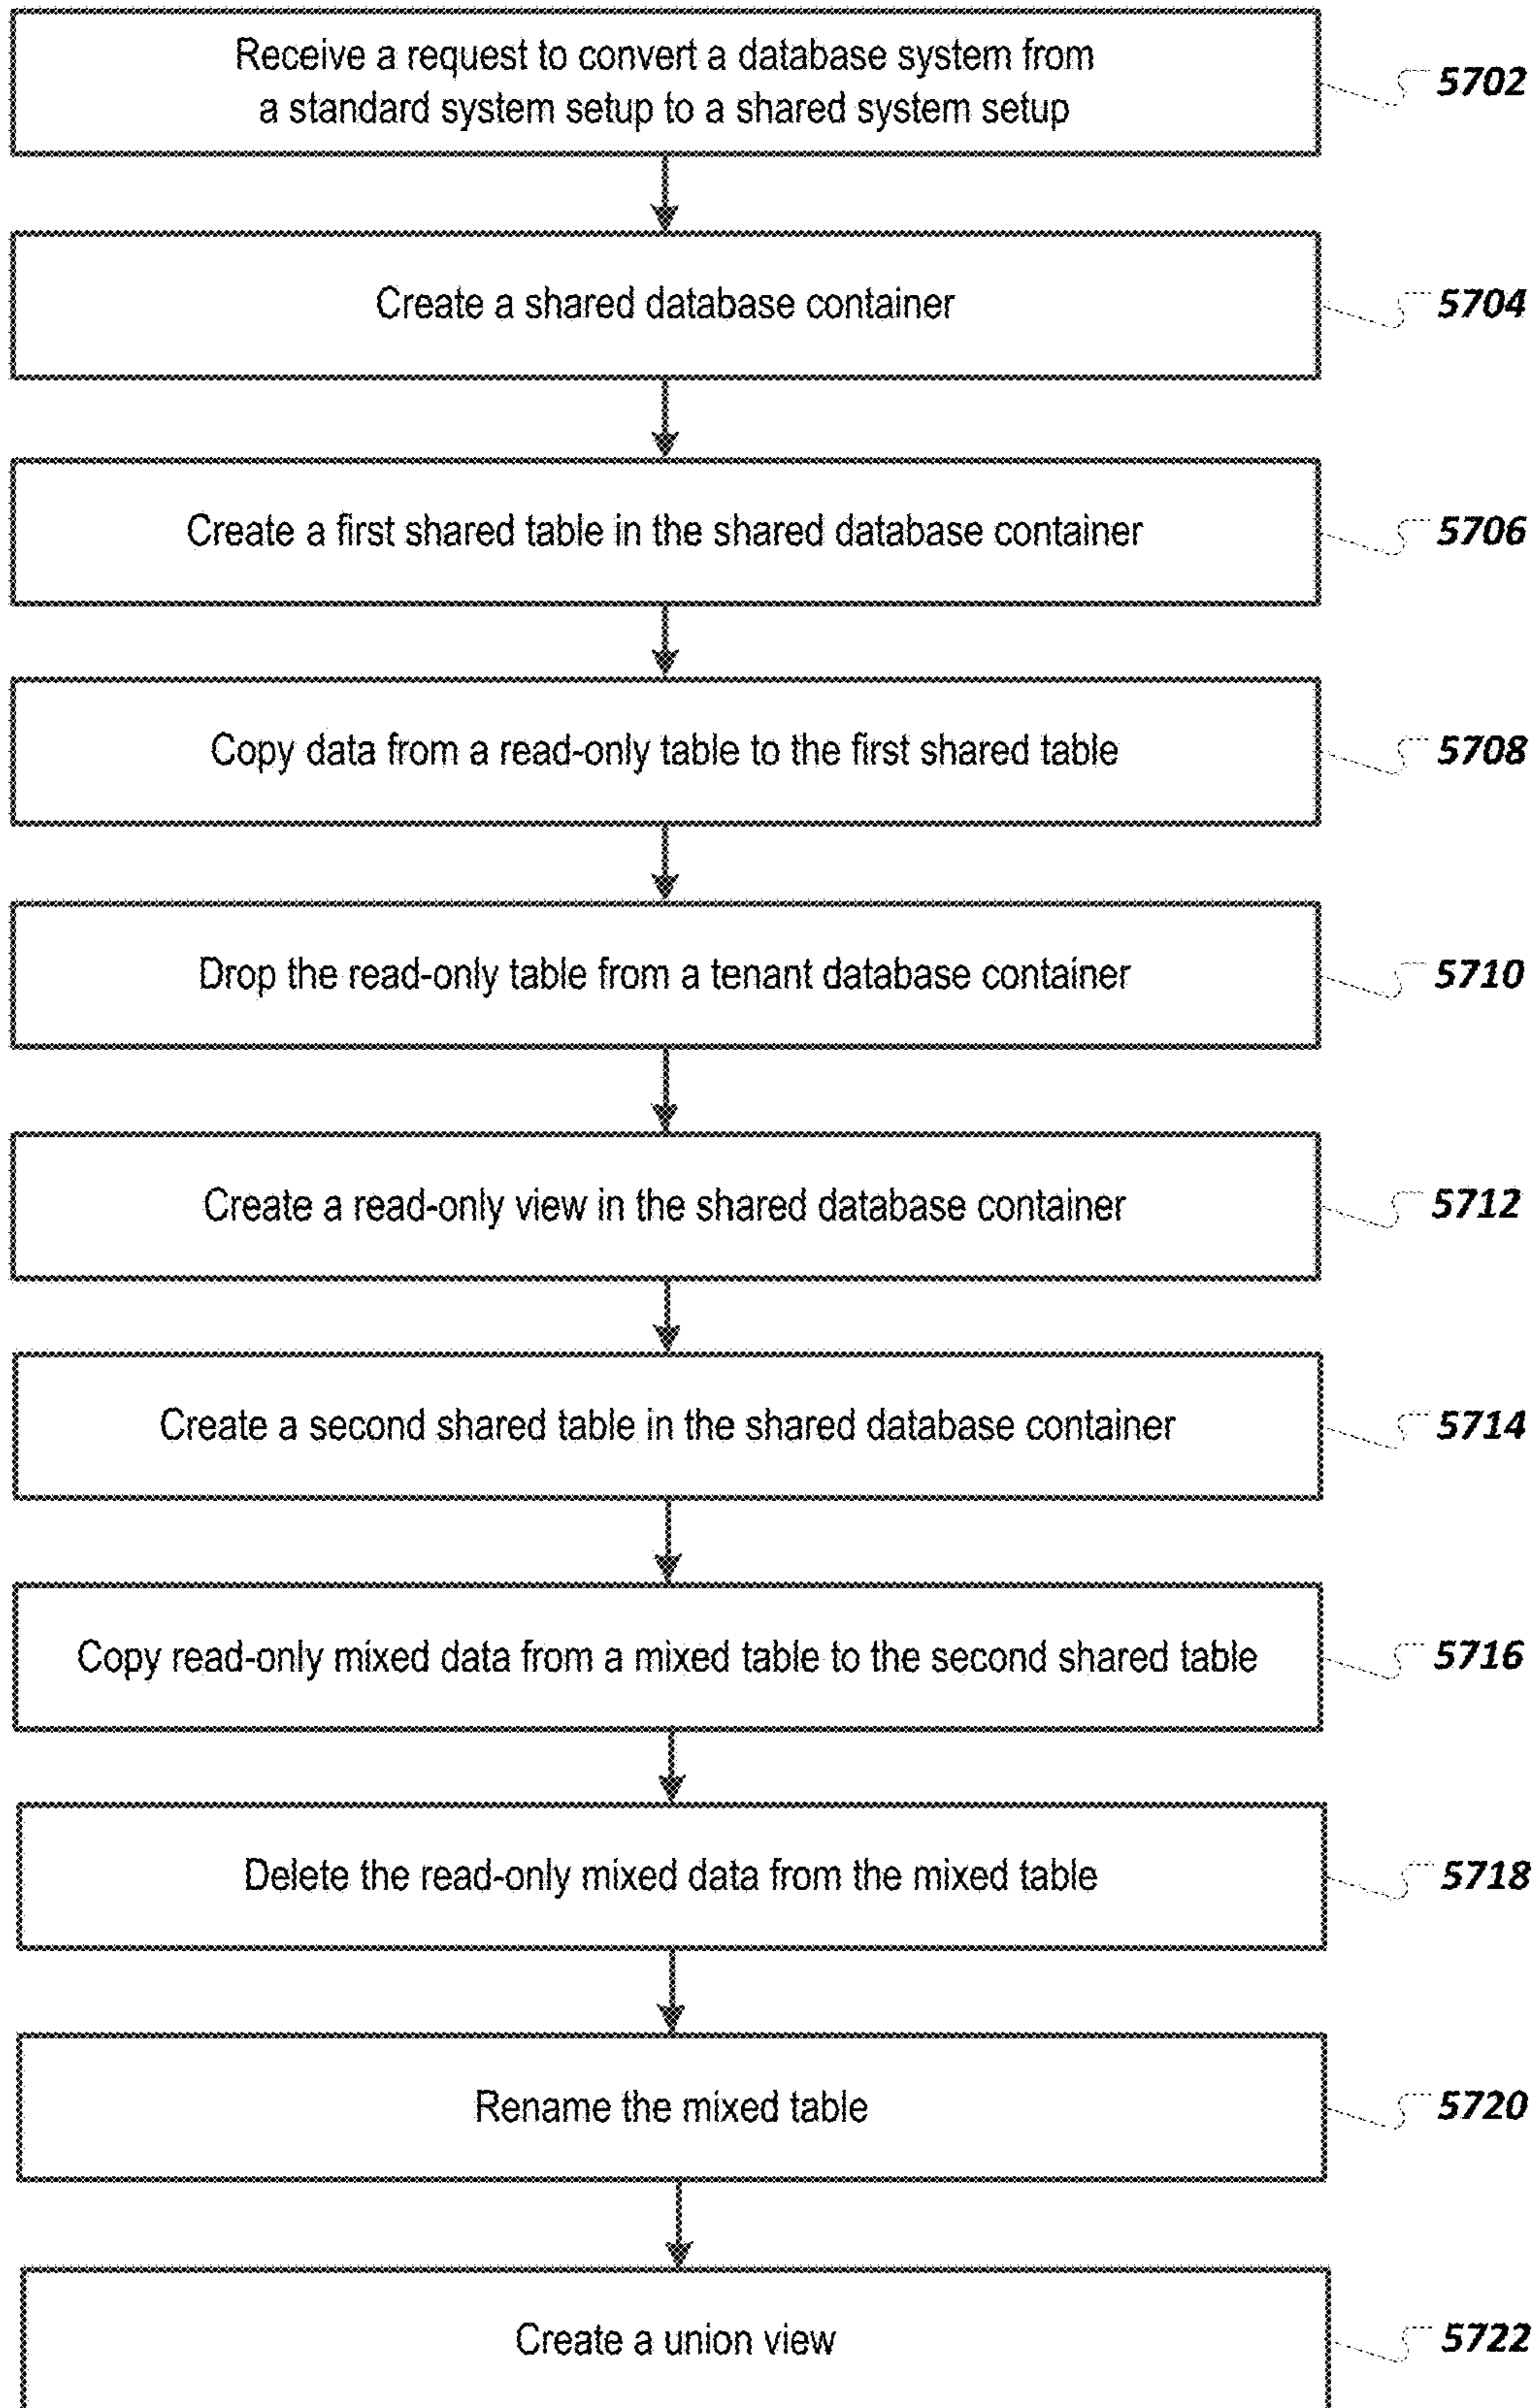 Receive a request to convert a database system from
a standard system setup to a shared system setup
5702
Create a shared database container
5704
Create a first shared table in the shared database container
5706
Copy data from a read-only table to the first shared table
5708
Drop the read-only table from a tenant database container
5710
Create a read-only view in the shared database container
5712
Create a second shared table in the shared database container
5714
Copy read-only mixed data from a mixed table to the second shared table
5716
Delete the read-only mixed data from the mixed table
5718
Rename the mixed table
5720
Create a union view
5722